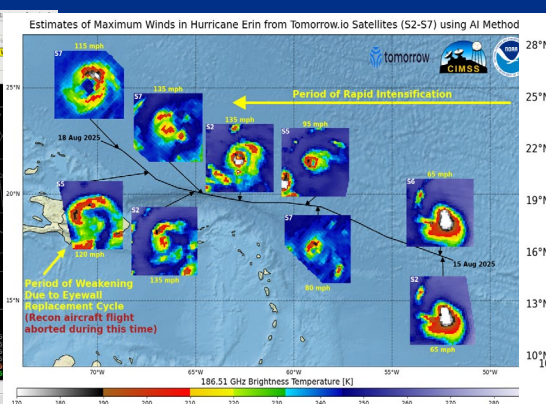 Estimates of Maximum Winds in Hurricane Erin from Tomorrow.io Satellites (S2-S7) using AI Method
28°N
S7
115 mph
tomorrow
CIMSS
NOAA
25°N
S7
135 mph
Period of Rapid Intensification
25°N
18 Aug 2025
S2
135 mph
S5
95 mph
22°N
20°N
S5
120 mph
S2
135 mph
S7
80 mph
S6
65 mph
19°N
15 Aug 2025
16°N
Period of Weakening
Due to Eyewall
Replacement Cycle
(Recon aircraft flight
aborted during this time)
15°N
S2
65 mph
13°N
10°N
70°W
65°W
60°W
55°W
50°W
186.51 GHz Brightness Temperature [K]
170 180 190 200 210 220 230 240 250 260 270 280